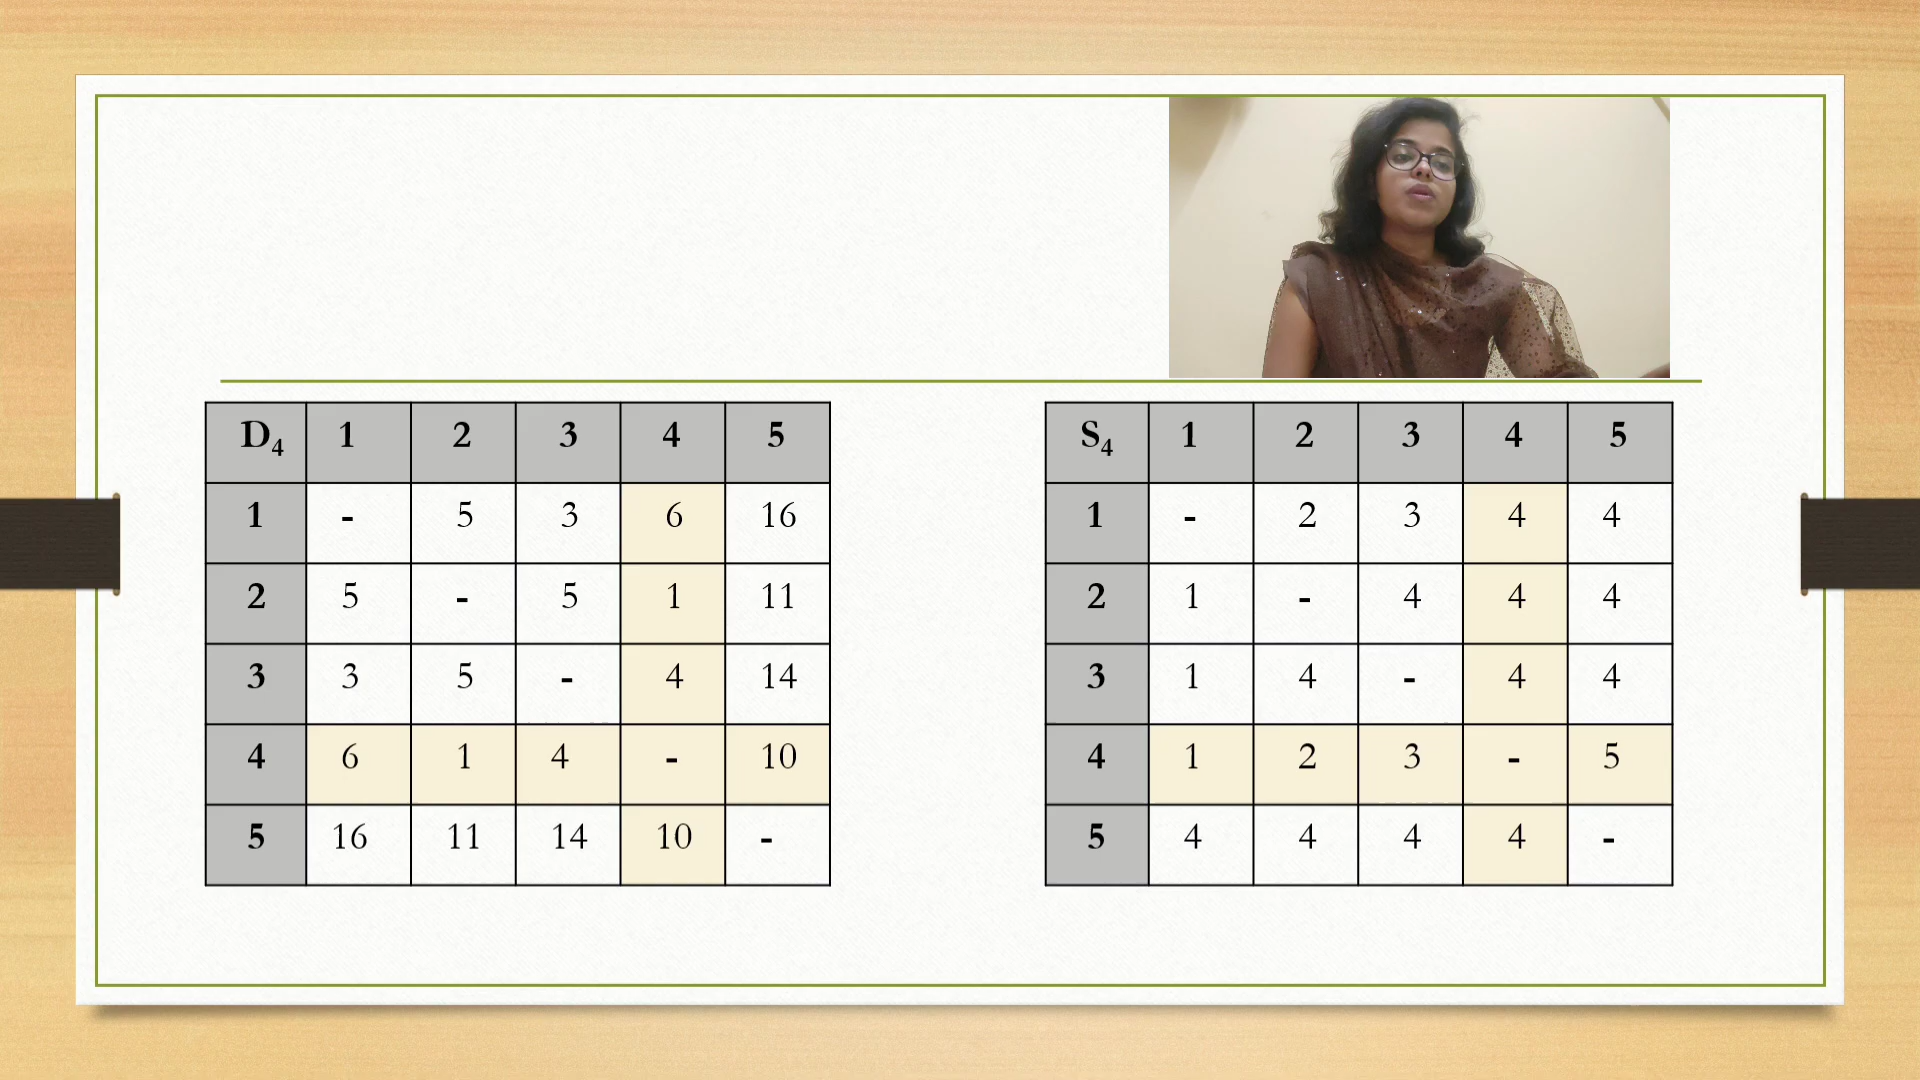 D4 1 2 3 4 5
1 - 5 3 6 16
2 5 - 5 1 11
3 3 5 - 4 14
4 6 1 4 - 10
5 16 11 14 10 -
S4 1 2 3 4 5
1 - 2 3 4 4
2 1 - 4 4 4
3 1 4 - 4 4
4 1 2 3 - 5
5 4 4 4 4 -